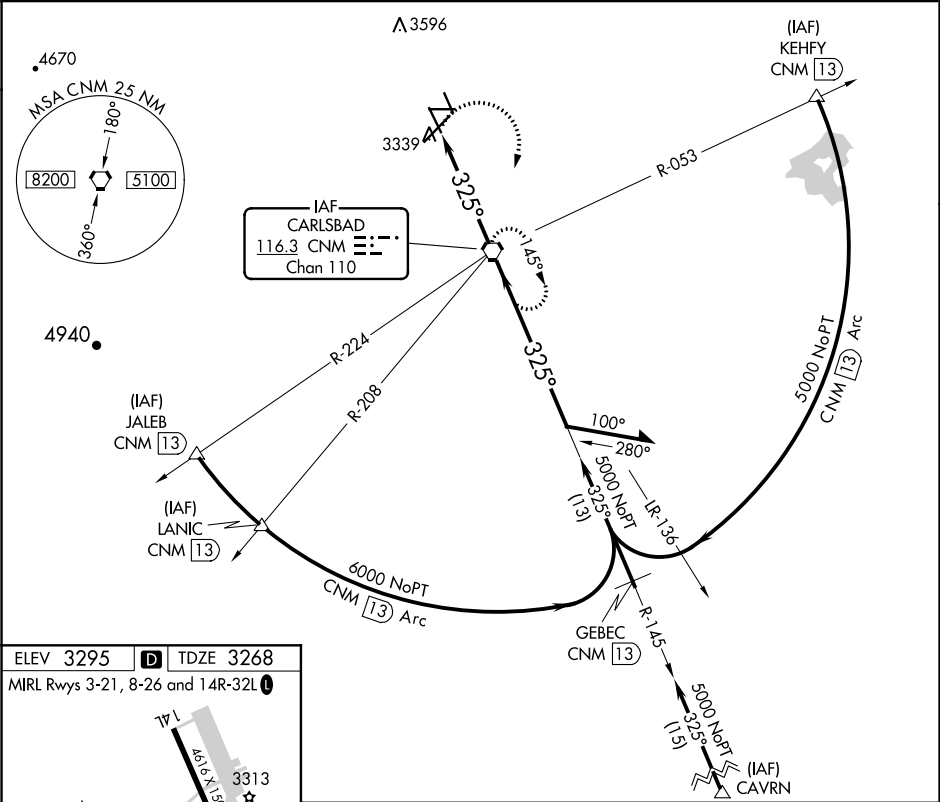 3596
(IAF)
KEHFY
CNM 13
4670
MSA CNM 25 NM
180°
8200
5100
360°
3339
325°
R-053
IAF
CARLSBAD
116.3 CNM
Chan 110
145°
4940
R-224
R-208
325°
5000 NoPT
CNM 13 Arc
(IAF)
JALEB
CNM 13
100°
280°
5000 NoPT
325°
(13)
LR-136
(IAF)
LANIC
CNM 13
6000 NoPT
CNM 13 Arc
GEBEC
CNM 13
R-145
5000 NoPT
325°
(15)
(IAF)
CAVRN
ELEV 3295 D TDZE 3268
MIRL Rwys 3-21, 8-26 and 14R-32L L
14L
4616 X
3313